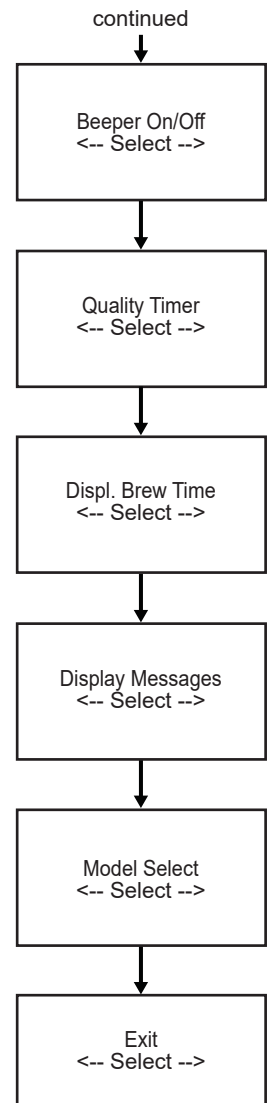 continued
Beeper On/Off
<-- Select -->
Quality Timer
<-- Select -->
Displ. Brew Time
<-- Select -->
Display Messages
<-- Select -->
Model Select
<-- Select -->
Exit
<-- Select -->